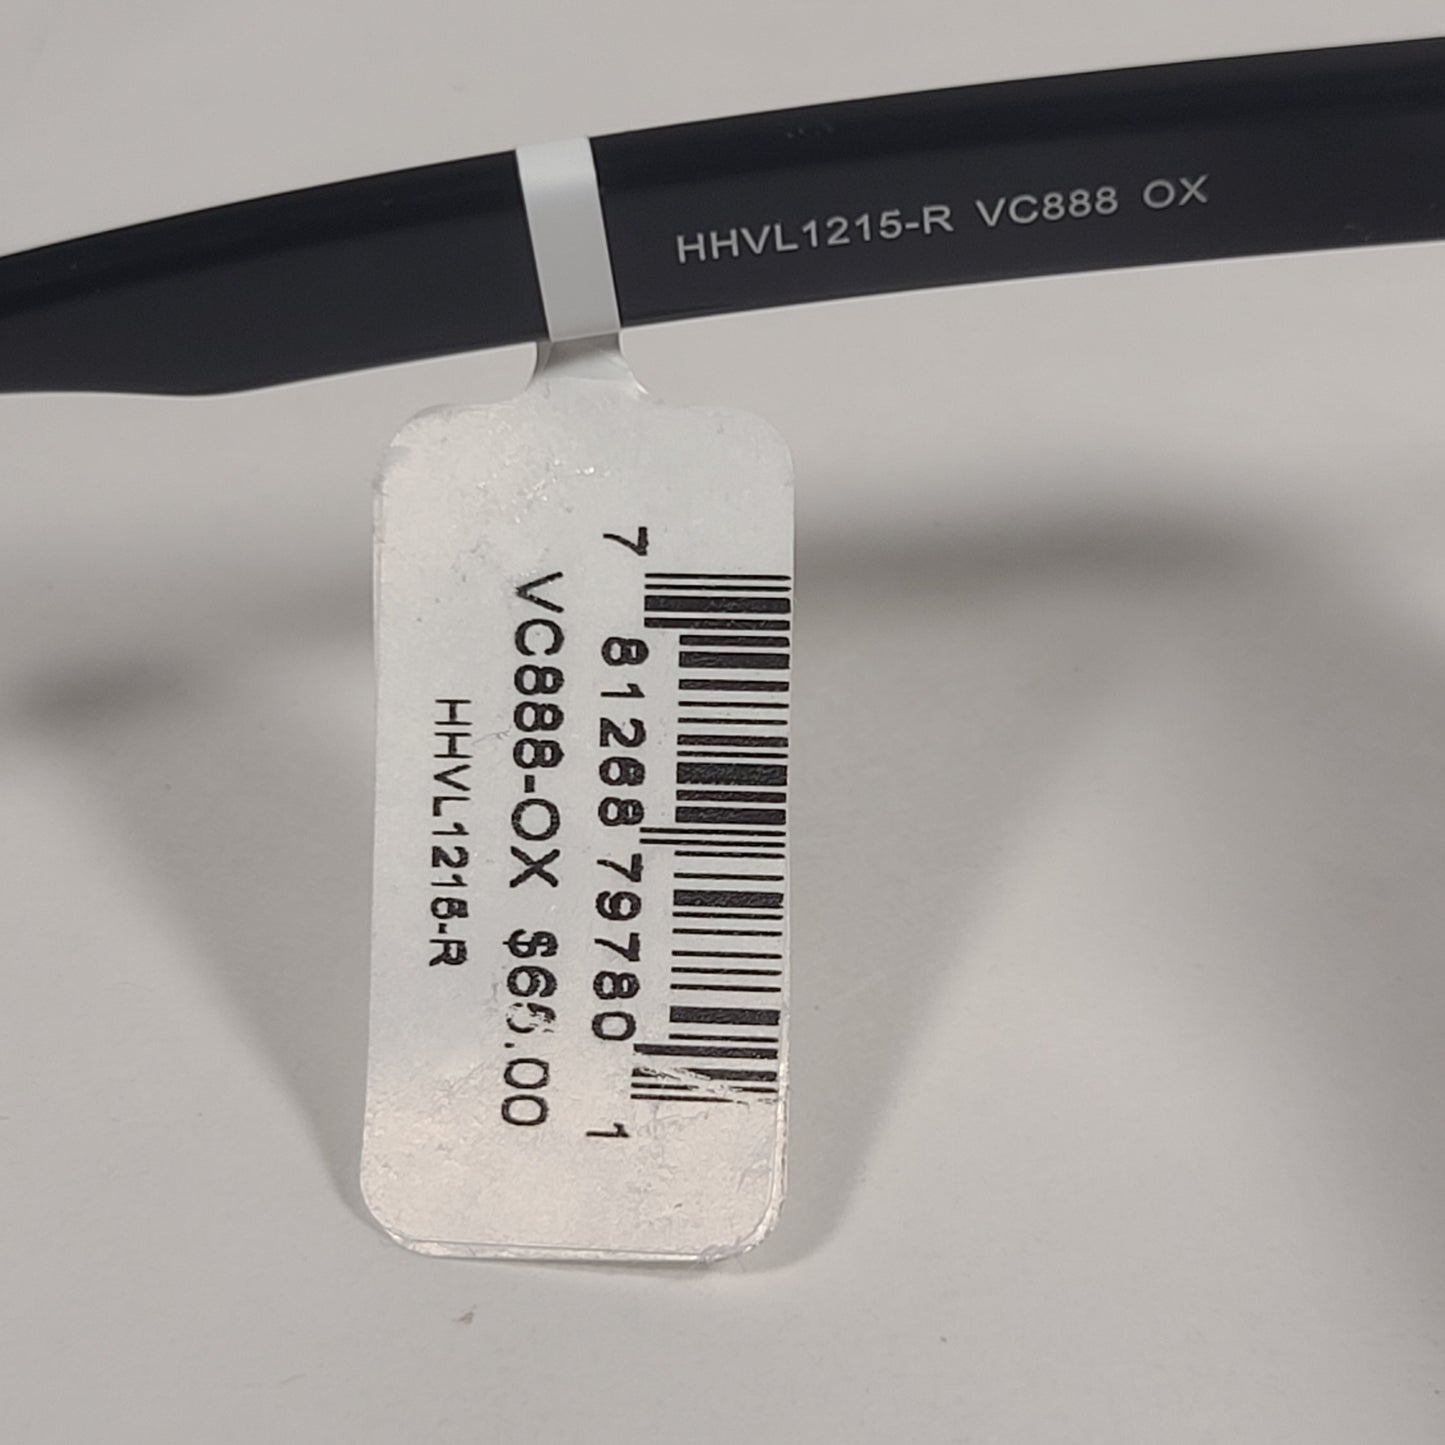 HHVL1215-R VC888 OX
7 81268 79780 1
VC888-OX $65.00
HHVL1215-R